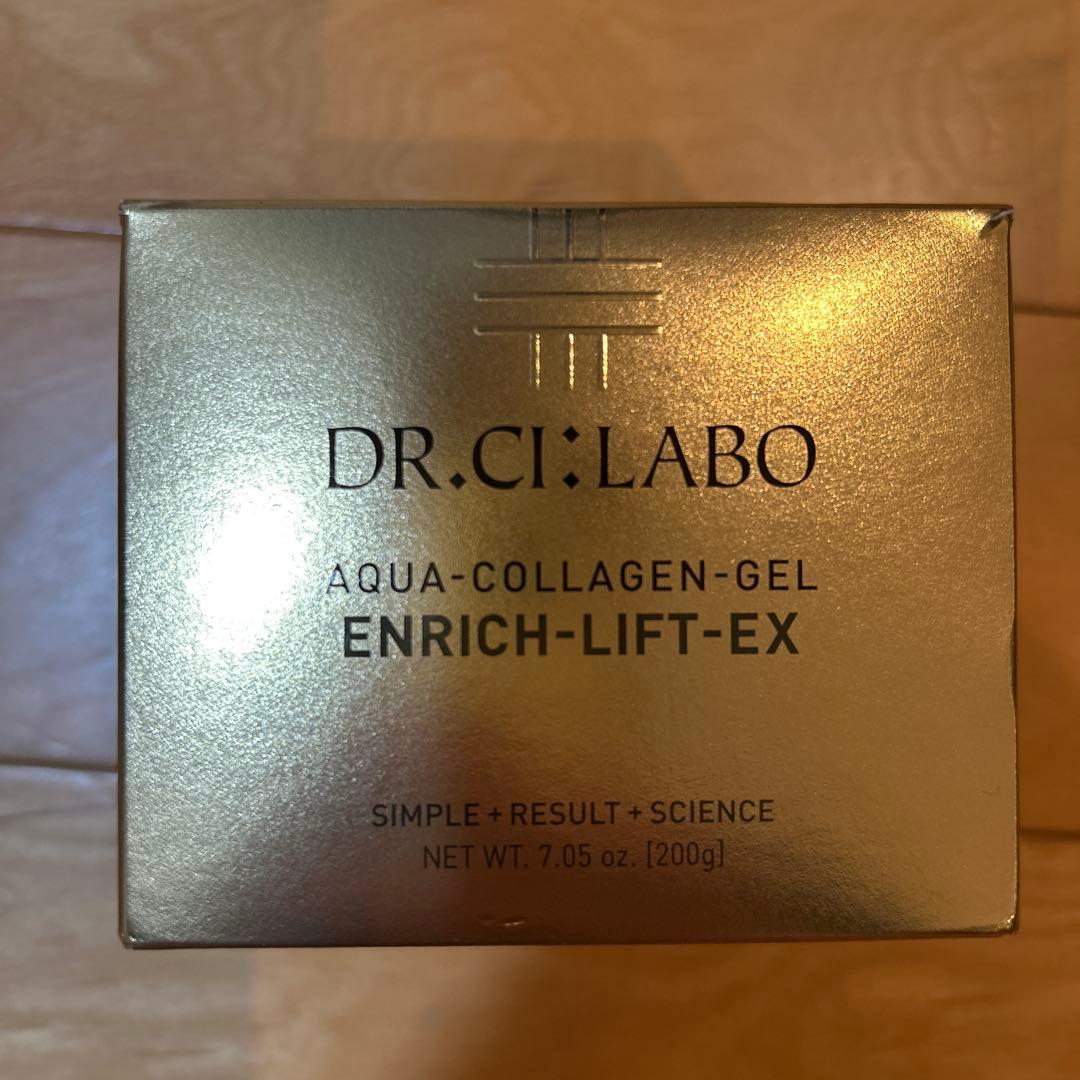 DR.CI:LABO
AQUA-COLLAGEN-GEL
ENRICH-LIFT-EX
SIMPLE + RESULT + SCIENCE
NET WT. 7.05 oz. [200g]